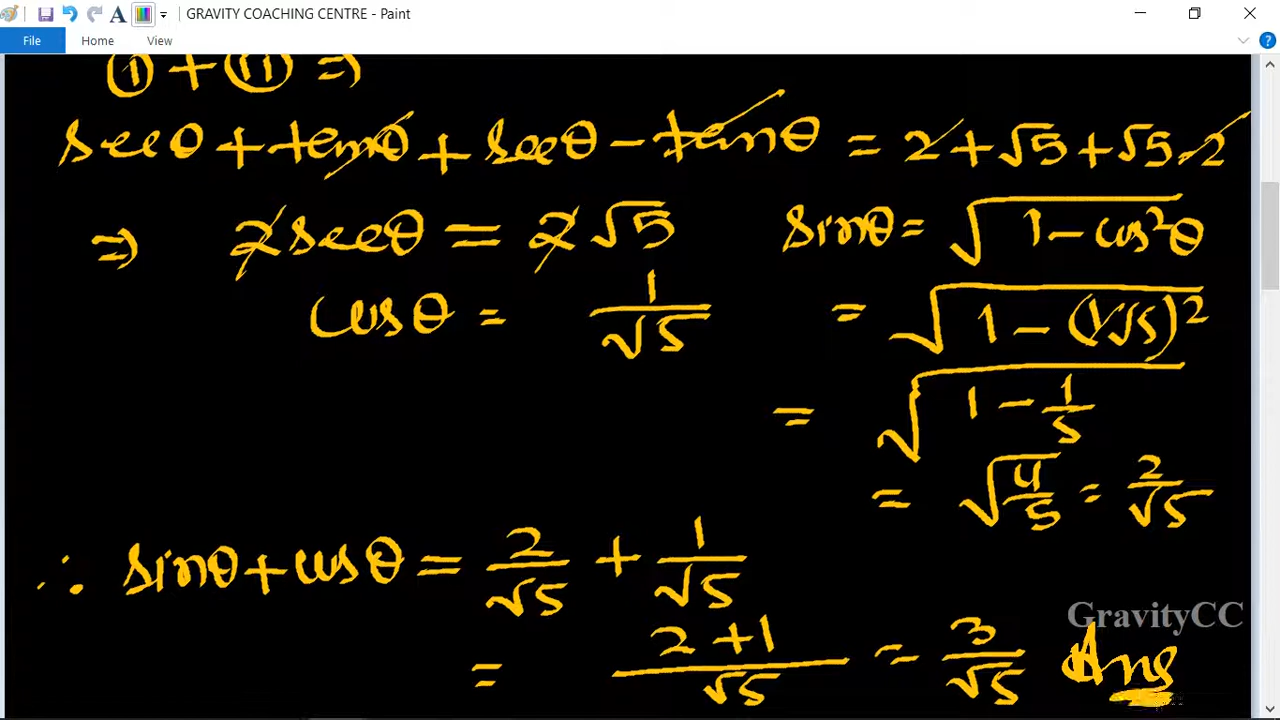 GRAVITY COACHING CENTRE - Paint
File Home View
(i) + (ii) ⇒
secθ + tanθ + secθ - tanθ = 2 + √5 + √5 - 2
⇒ 2secθ = 2√5
cosθ = 1/√5
sinθ = √(1 - cos²θ)
= √(1 - (1/√5)²)
= √(1 - 1/5)
= √(4/5) = 2/√5
∴ sinθ + cosθ = 2/√5 + 1/√5
= (2 + 1)/√5 = 3/√5 Ans
GravityCC